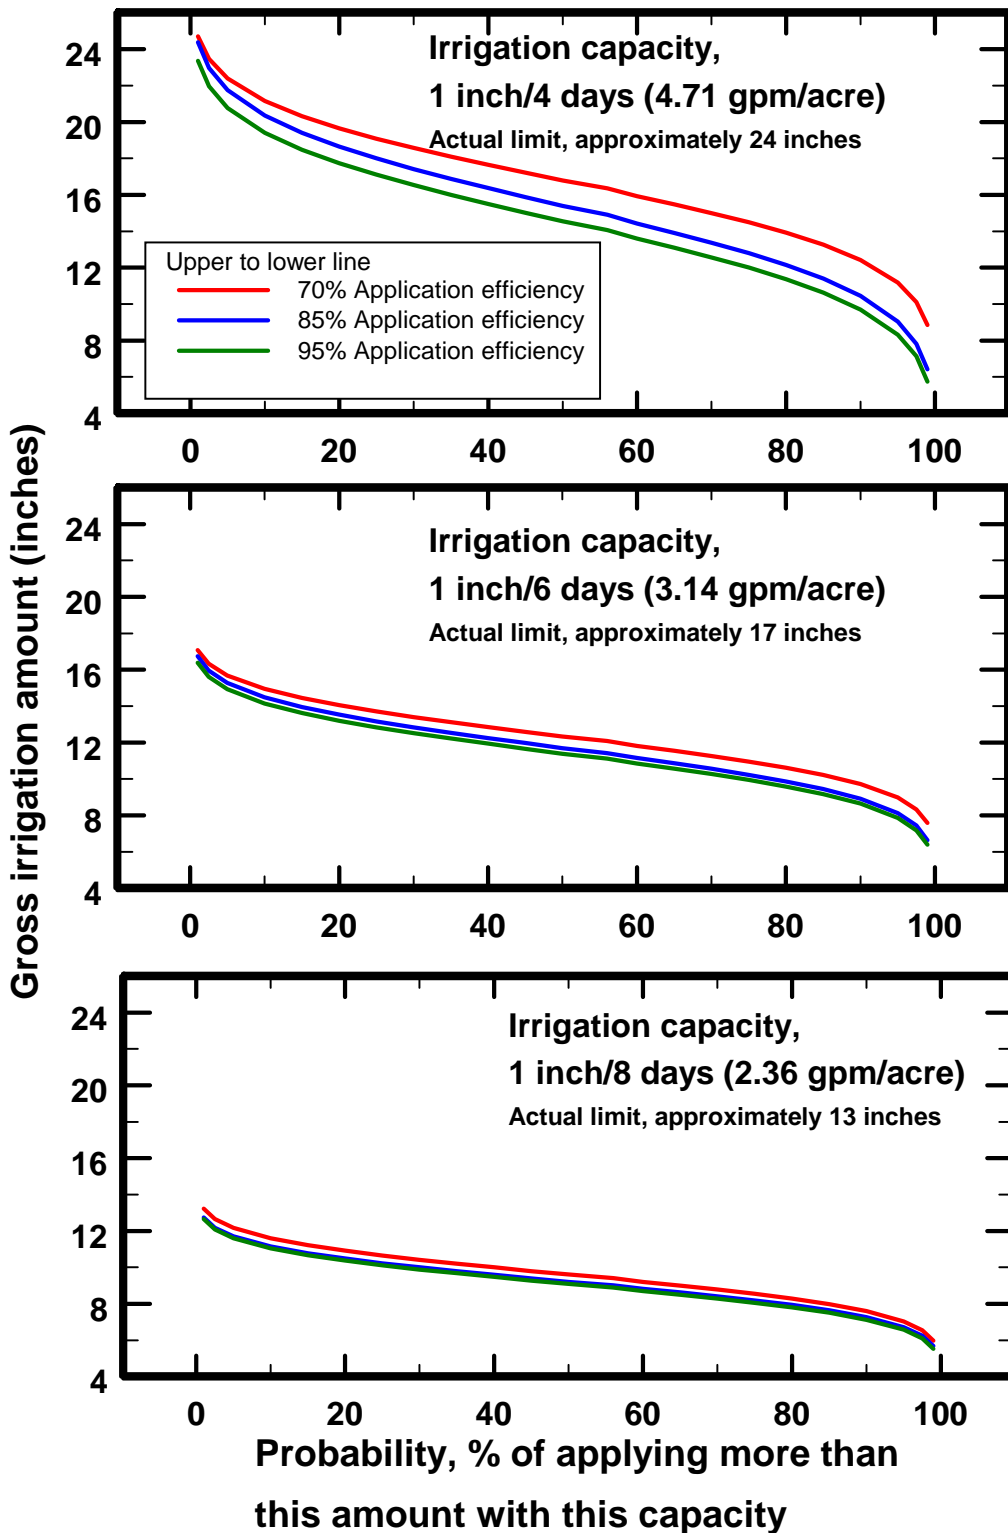 Gross irrigation amount (inches)
24
20
16
12
8
4
Irrigation capacity,
1 inch/4 days (4.71 gpm/acre)
Actual limit, approximately 24 inches
Upper to lower line
70% Application efficiency
85% Application efficiency
95% Application efficiency
0 20 40 60 80 100
24
20
16
12
8
4
Irrigation capacity,
1 inch/6 days (3.14 gpm/acre)
Actual limit, approximately 17 inches
0 20 40 60 80 100
24
20
16
12
8
4
Irrigation capacity,
1 inch/8 days (2.36 gpm/acre)
Actual limit, approximately 13 inches
0 20 40 60 80 100
Probability, % of applying more than
this amount with this capacity